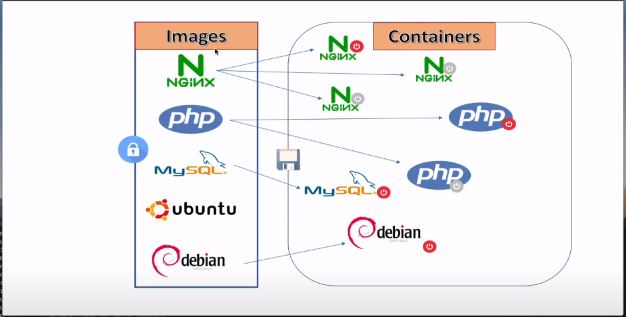 Images
Containers
NGiNX
NGiNX
NGiNX
NGiNX
php
php
php
MySQL
MySQL
ubuntu
debian
debian